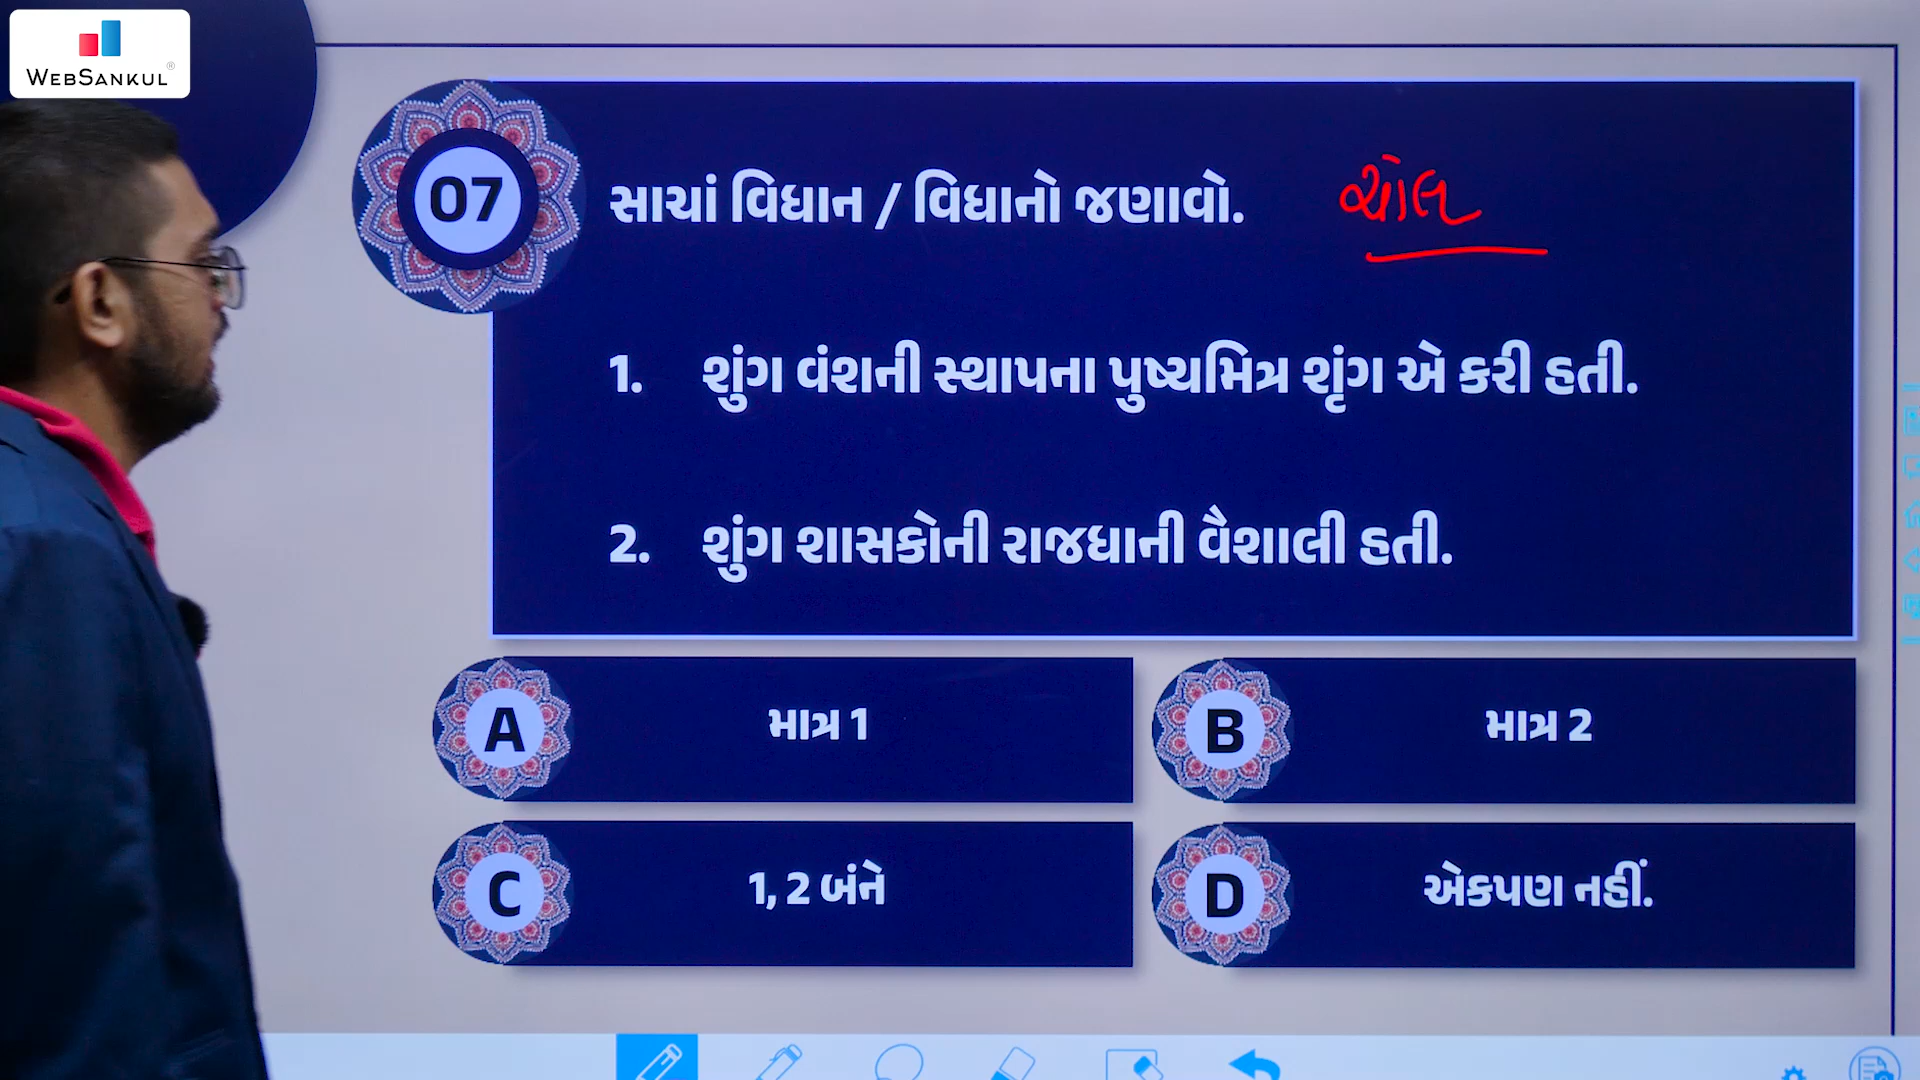 WEBSANKUL®
07
સાચાં વિધાન / વિધાનો જણાવો.
ચોલ
1. શુંગ વંશની સ્થાપના પુષ્યમિત્ર શૃંગ એ કરી હતી.
2. શુંગ શાસકોની રાજધાની વૈશાલી હતી.
A માત્ર 1
B માત્ર 2
C 1, 2 બંને
D એકપણ નહીં.